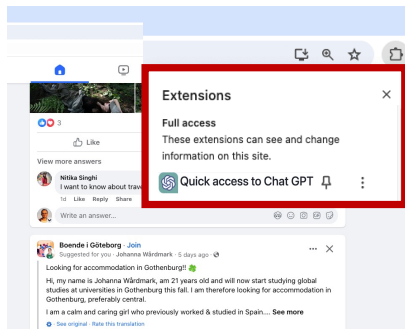 Extensions
Full access
These extensions can see and change
information on this site.
Quick access to Chat GPT
3
Like
View more answers
Nitika Singhi
I want to know about trave
1d Like Reply Share
Write an answer...
Boende i Göteborg · Join
Suggested for you · Johanna Wårdmark · 5 days ago ·
Looking for accommodation in Gothenburg!!
Hi, my name is Johanna Wårdmark, am 21 years old and will now start studying global
studies at universities in Gothenburg this fall. I am therefore looking for accommodation in
Gothenburg, preferably central.
I am a calm and caring girl who previously worked & studied in Spain.... See more
See original · Rate this translation